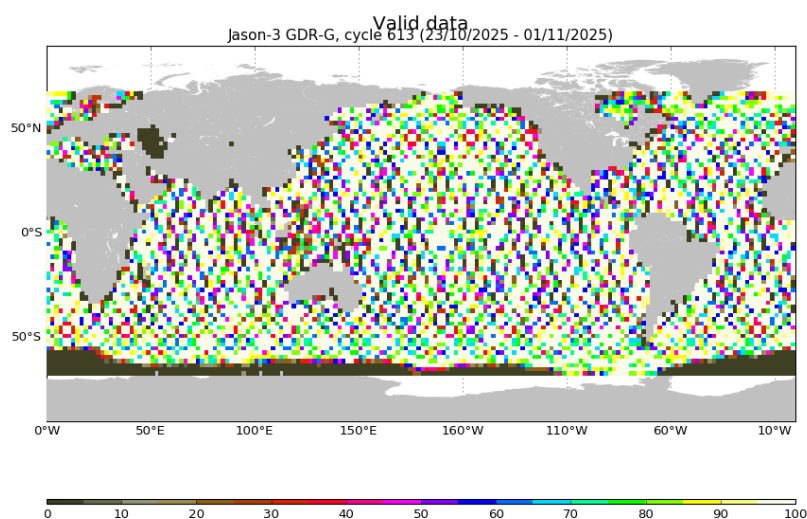 Valid data
Jason-3 GDR-G, cycle 613 (23/10/2025 - 01/11/2025)
50°N
0°S
50°S
0°W 50°E 100°E 150°E 160°W 110°W 60°W 10°W
0 10 20 30 40 50 60 70 80 90 100